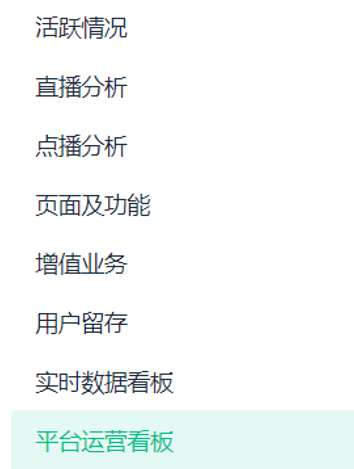 活跃情况
直播分析
点播分析
页面及功能
增值业务
用户留存
实时数据看板
平台运营看板